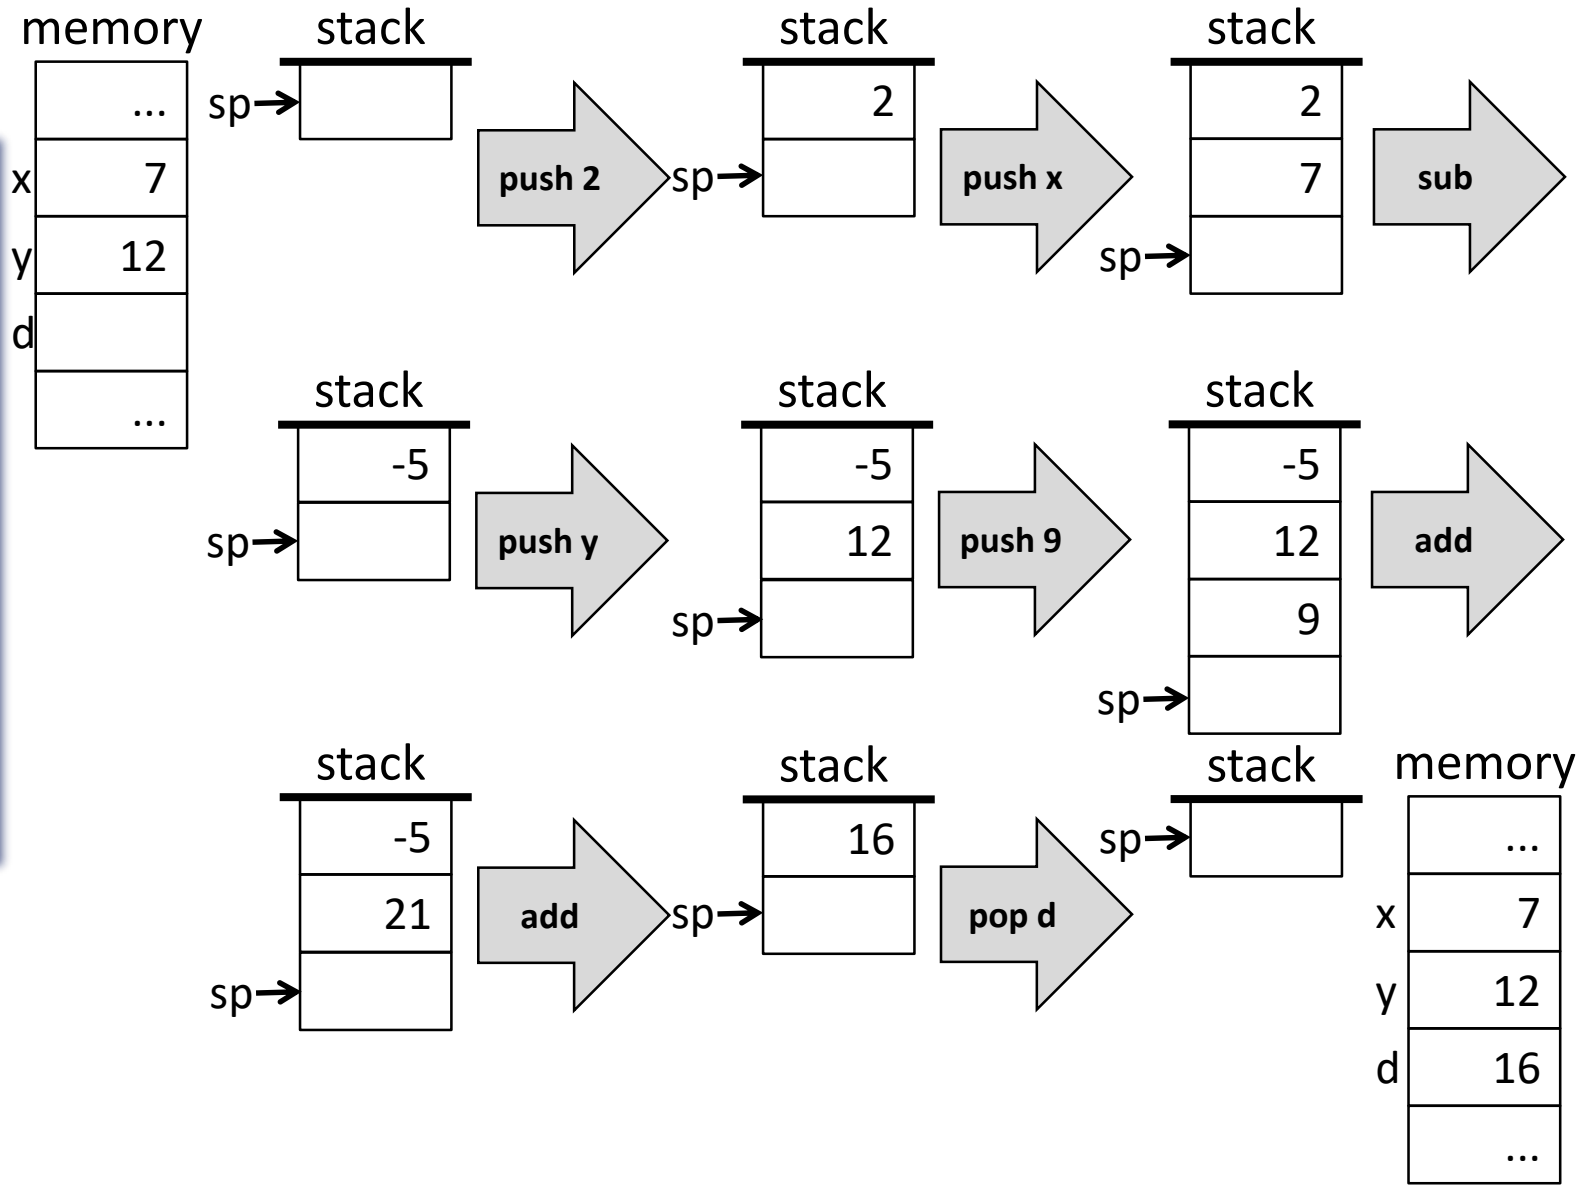 memory stack stack stack
... 2 2
sp
x 7 push 2 sp push x 7 sub
y 12 sp
d
...
stack stack stack
-5 -5 -5
sp push y 12 push 9 12 add
sp 9
sp
stack stack stack memory
-5 16 sp ...
21 add sp pop d x 7
sp y 12
d 16
...